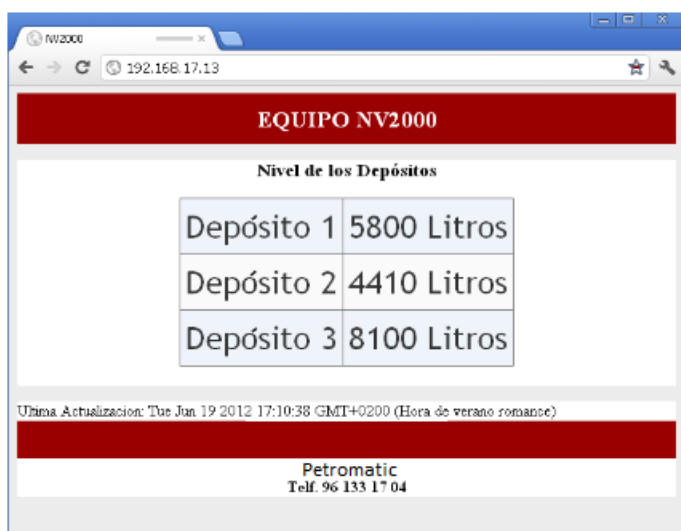 NV2000
192.168.17.13
EQUIPO NV2000
Nivel de los Depósitos
Depósito 1 5800 Litros
Depósito 2 4410 Litros
Depósito 3 8100 Litros
Ultima Actualizacion: Tue Jun 19 2012 17:10:38 GMT+0200 (Hora de verano romance)
Petromatic
Telf. 96 133 17 04